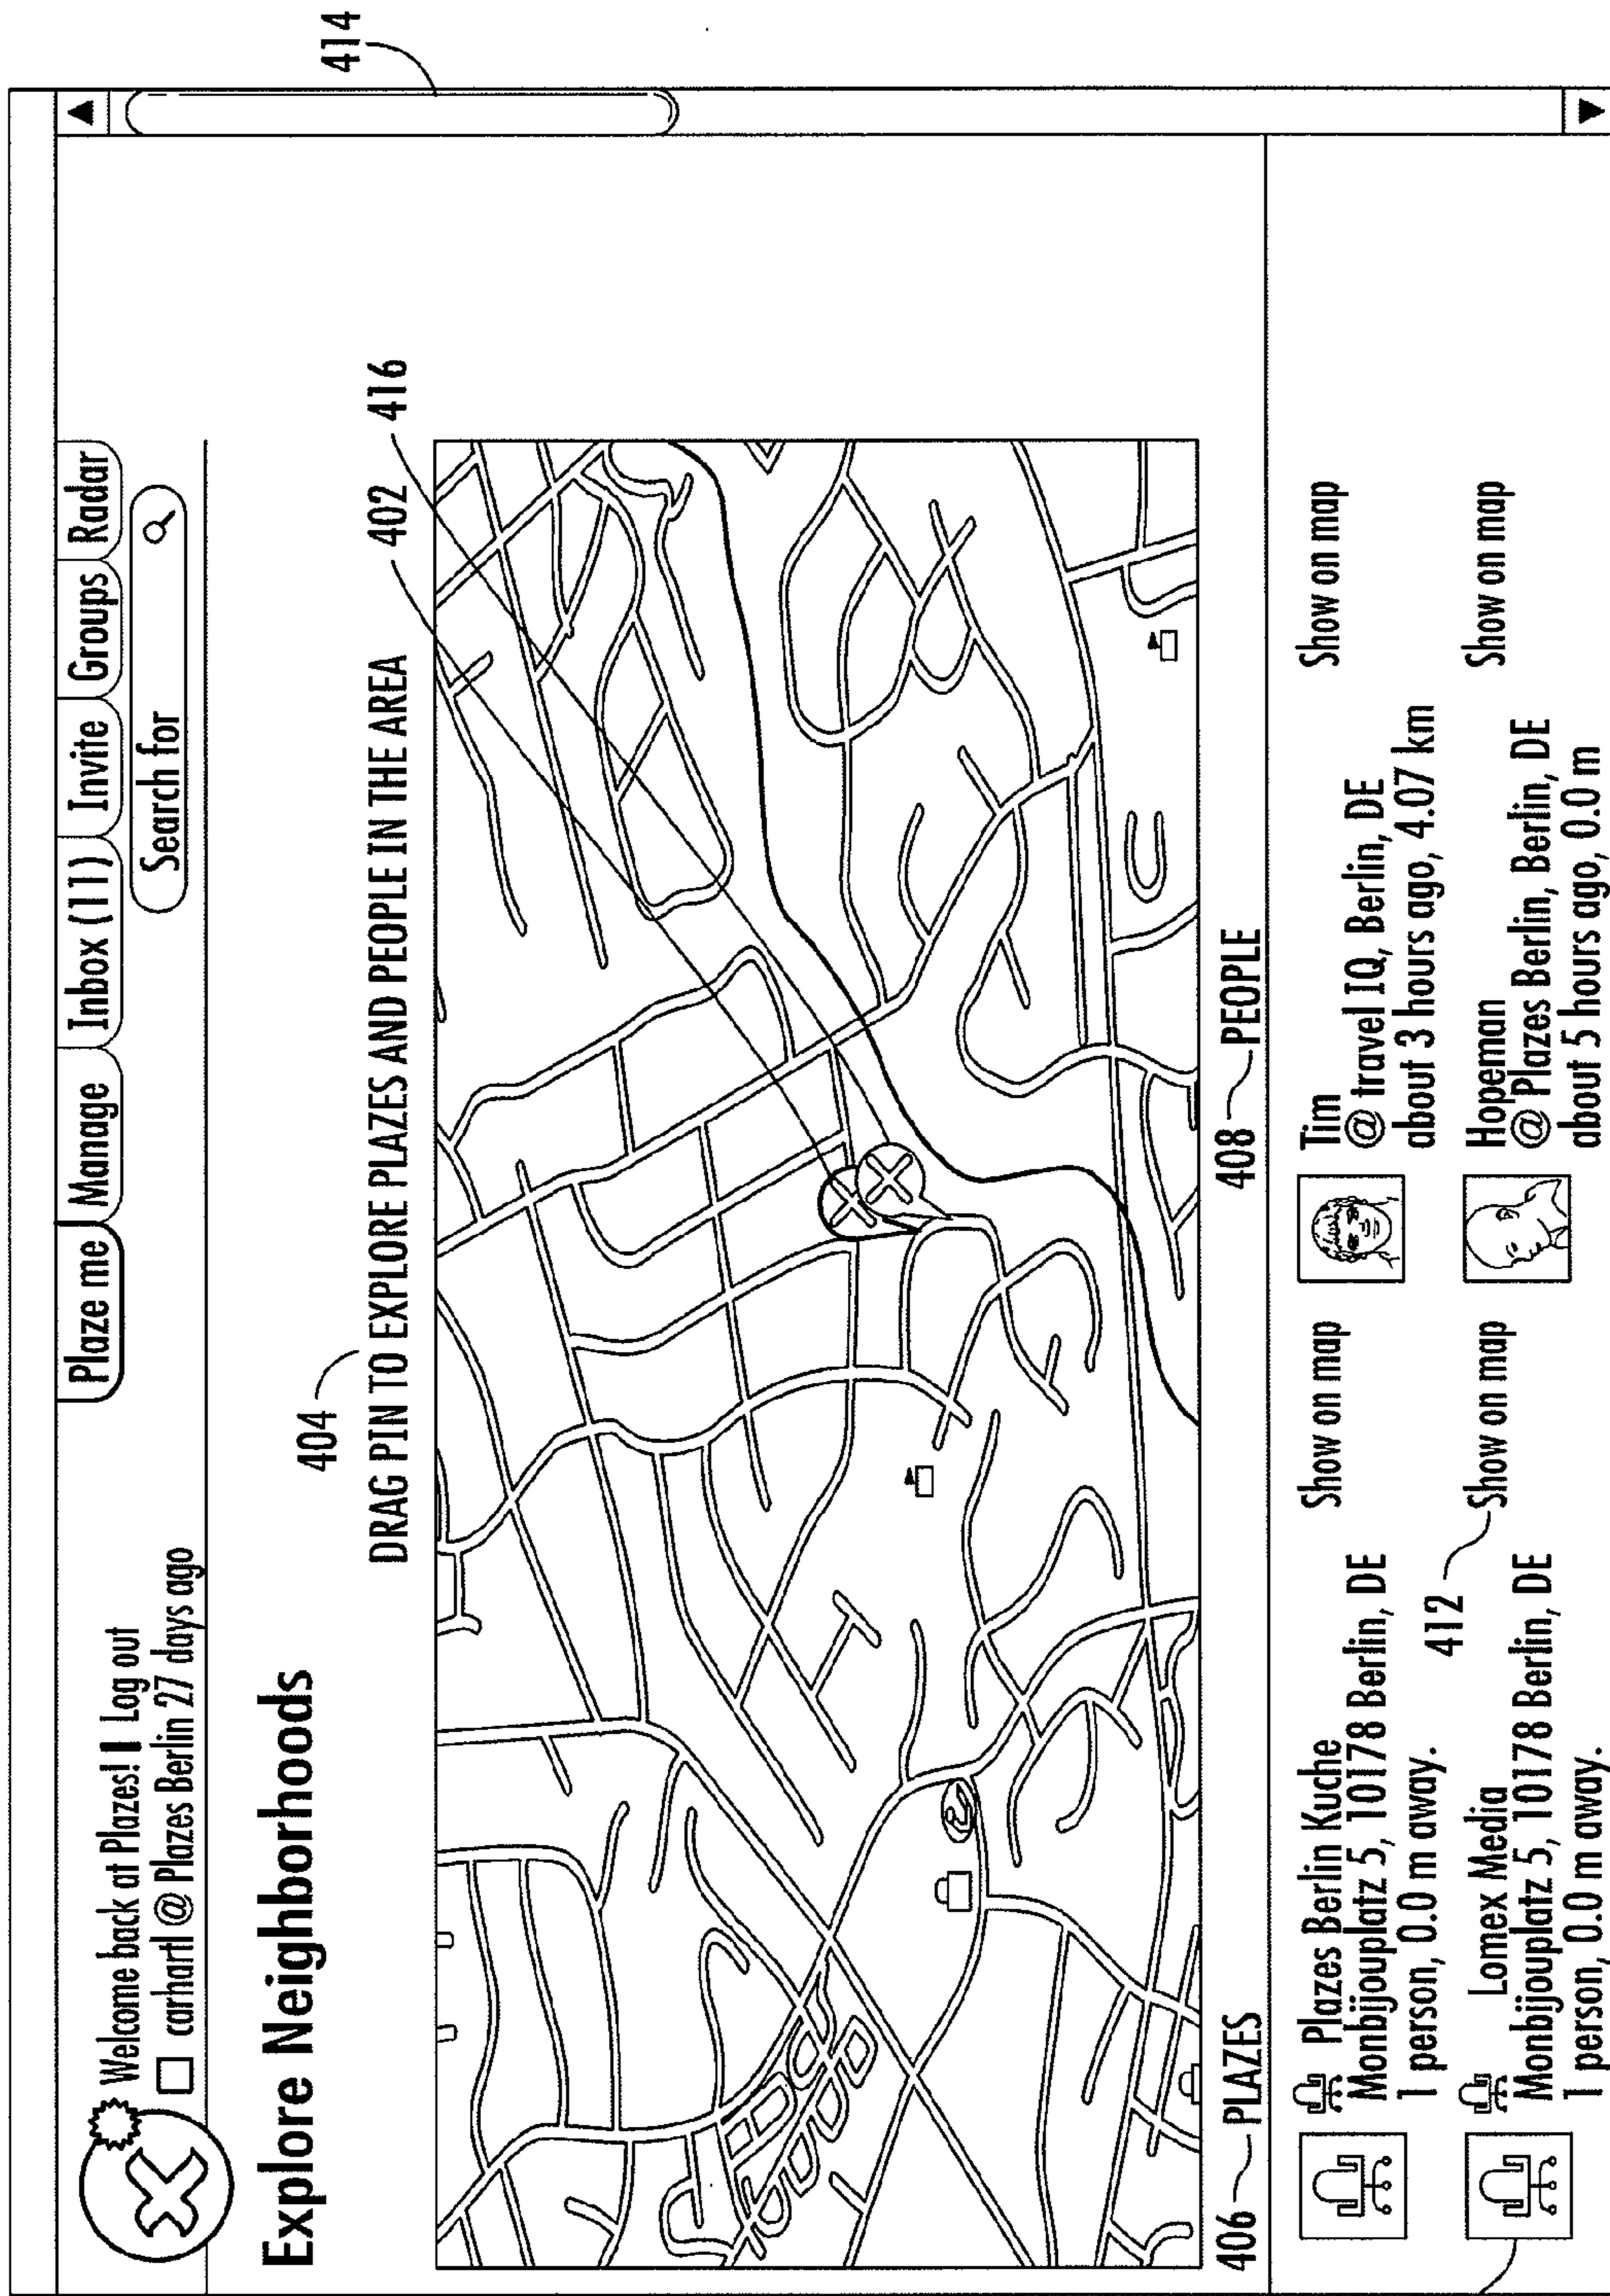 Plaze me Manage Inbox (11) Invite Groups Radar
Welcome back at Plazes! Log out
carhartl @ Plazes Berlin 27 days ago
Search for
414
Explore Neighborhoods
404
402
416
DRAG PIN TO EXPLORE PLAZES AND PEOPLE IN THE AREA
406 PLAZES
408 PEOPLE
Plazes Berlin Kuche
Monbijouplatz 5, 10178 Berlin, DE
1 person, 0.0 m away.
Show on map
412
Lomex Media
Monbijouplatz 5, 10178 Berlin, DE
1 person, 0.0 m away.
Show on map
Tim
@ travel IQ, Berlin, DE
about 3 hours ago, 4.07 km
Show on map
Hopeman
@ Plazes Berlin, Berlin, DE
about 5 hours ago, 0.0 m
Show on map